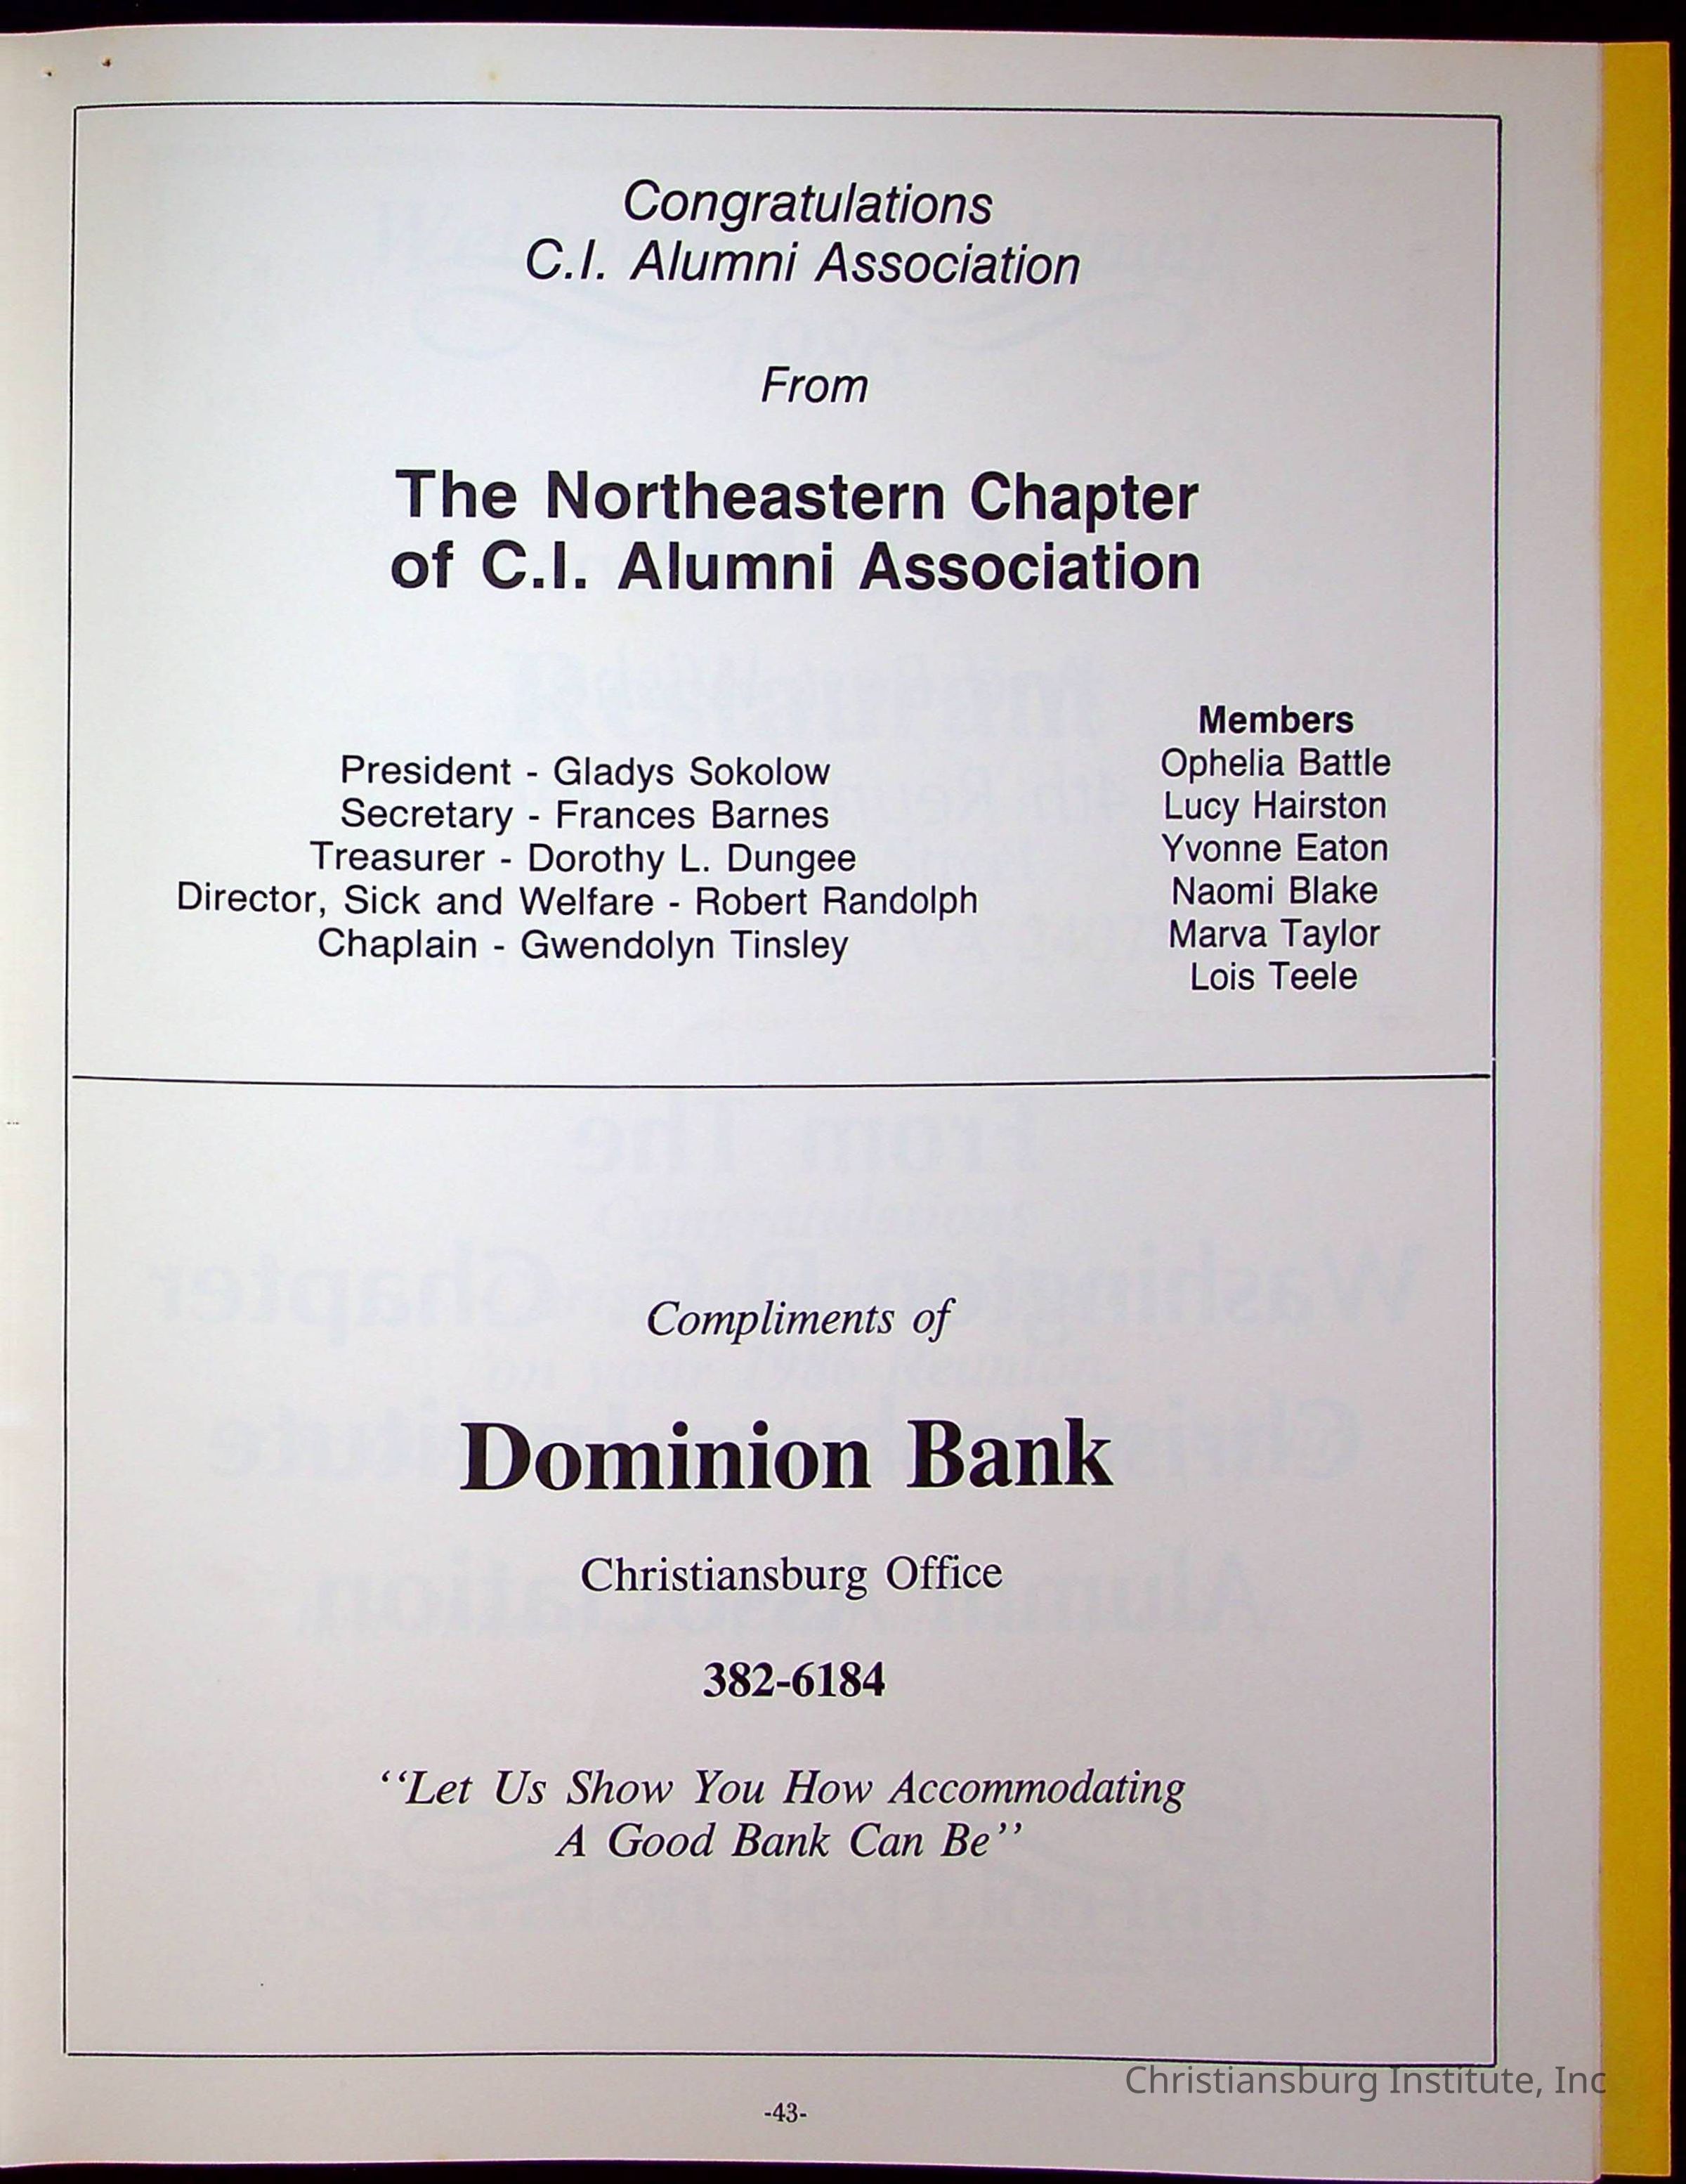 Congratulations
C.I. Alumni Association
From
The Northeastern Chapter
of C.I. Alumni Association
President - Gladys Sokolow
Secretary - Frances Barnes
Treasurer - Dorothy L. Dungee
Director, Sick and Welfare - Robert Randolph
Chaplain - Gwendolyn Tinsley
Members
Ophelia Battle
Lucy Hairston
Yvonne Eaton
Naomi Blake
Marva Taylor
Lois Teele
Compliments of
Dominion Bank
Christiansburg Office
382-6184
‘‘Let Us Show You How Accommodating
A Good Bank Can Be’’
Christiansburg Institute, Inc
-43-